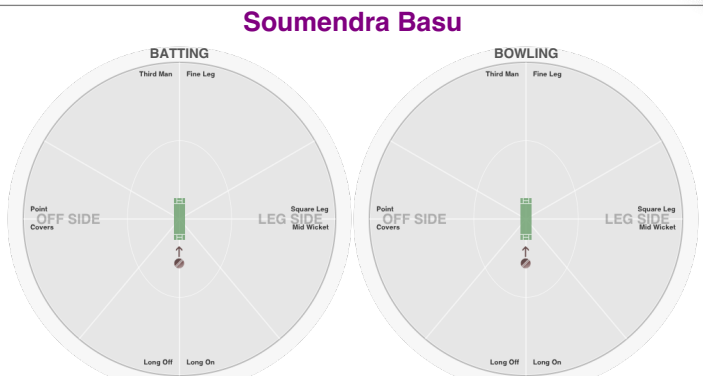 Soumendra Basu
BATTING
Third Man Fine Leg
Point
OFF SIDE
Covers
Square Leg
LEG SIDE
Mid Wicket
Long Off Long On
BOWLING
Third Man Fine Leg
Point
OFF SIDE
Covers
Square Leg
LEG SIDE
Mid Wicket
Long Off Long On